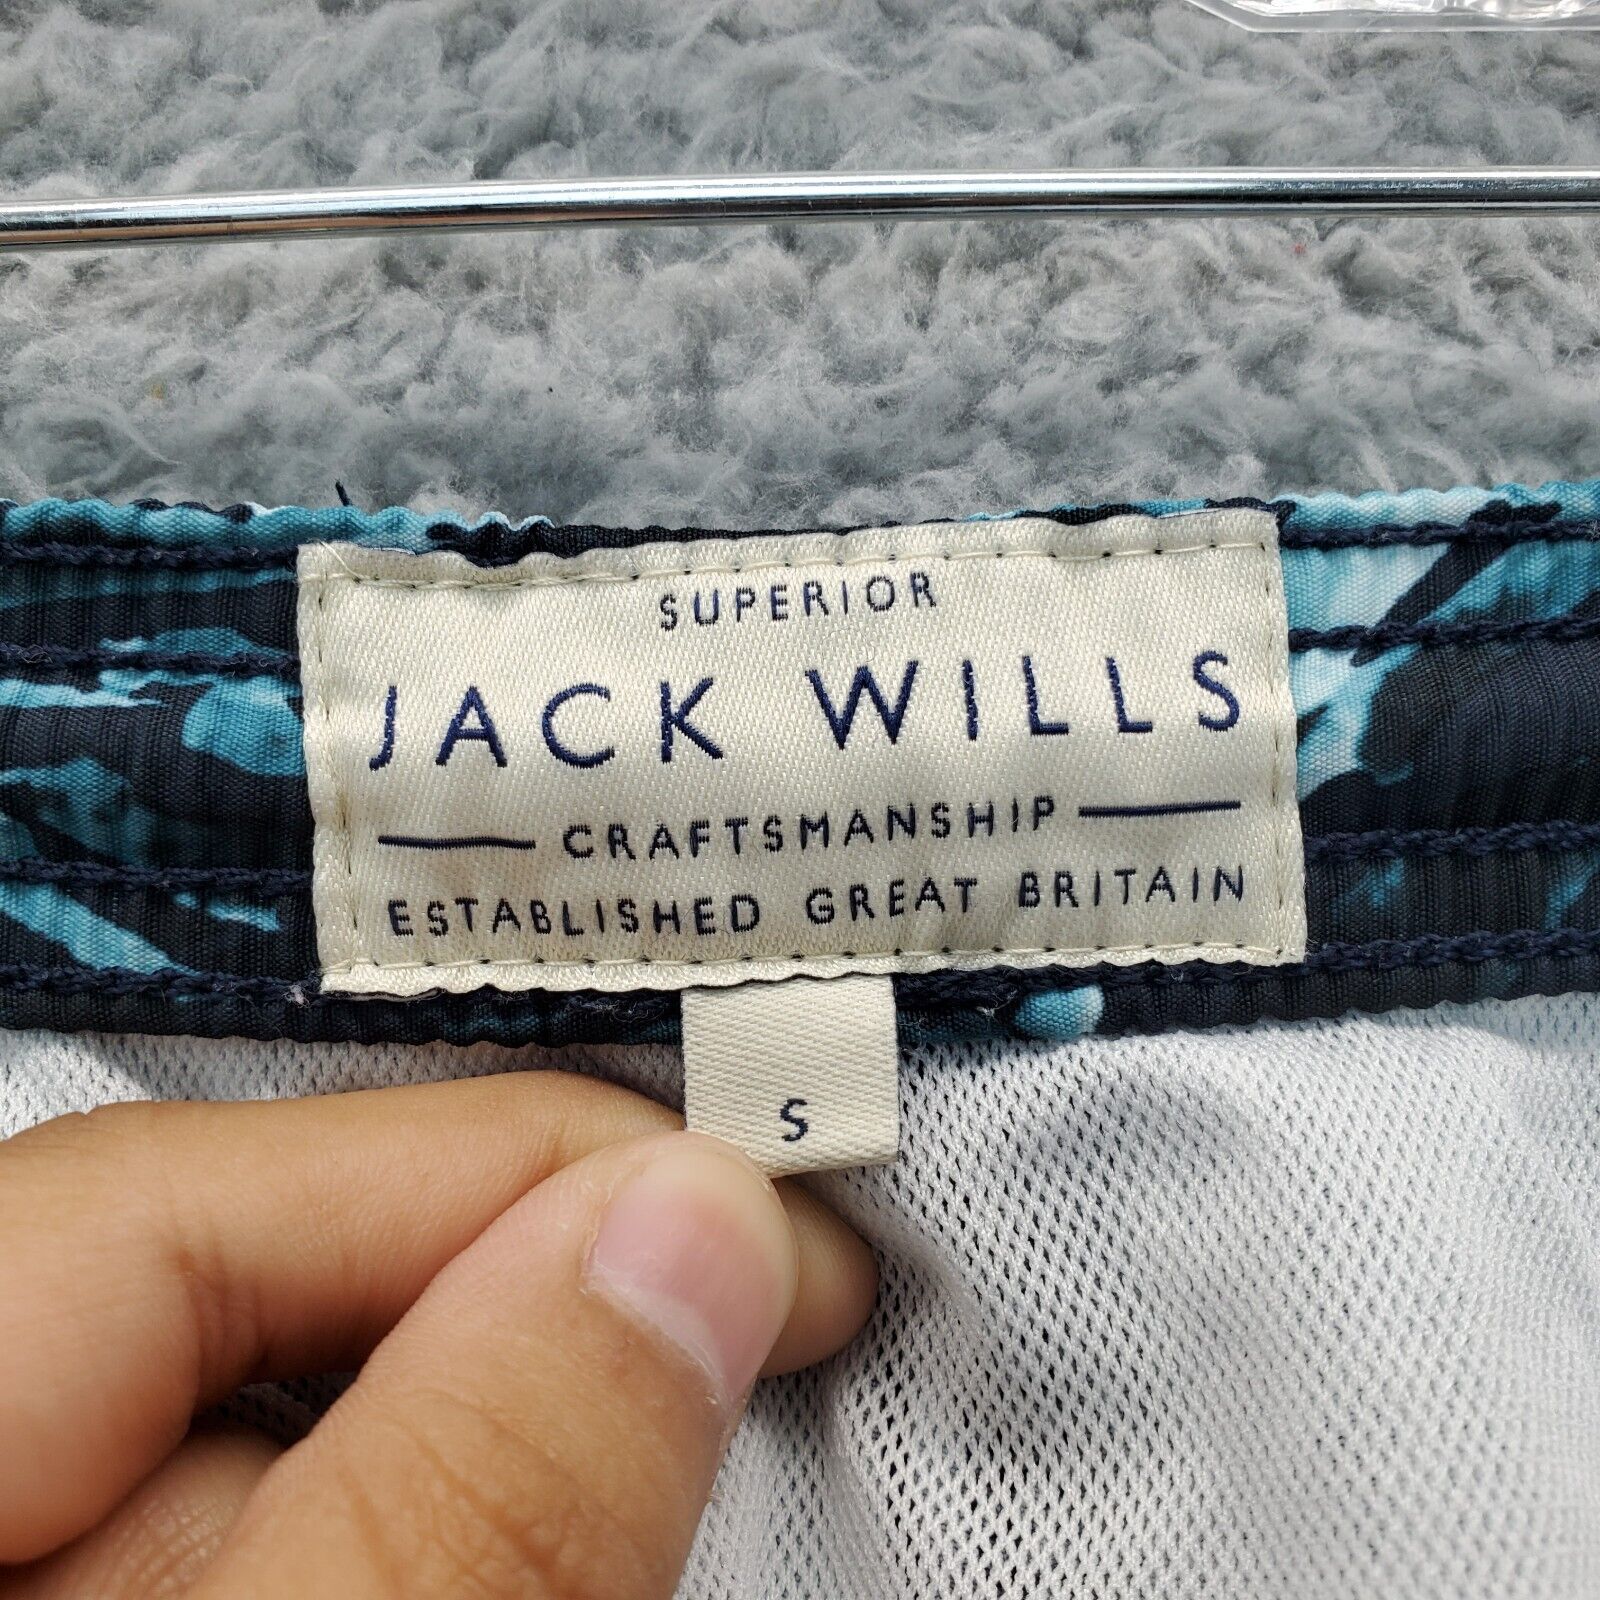 SUPERIOR
JACK WILLS
CRAFTSMANSHIP
ESTABLISHED GREAT BRITAIN
S